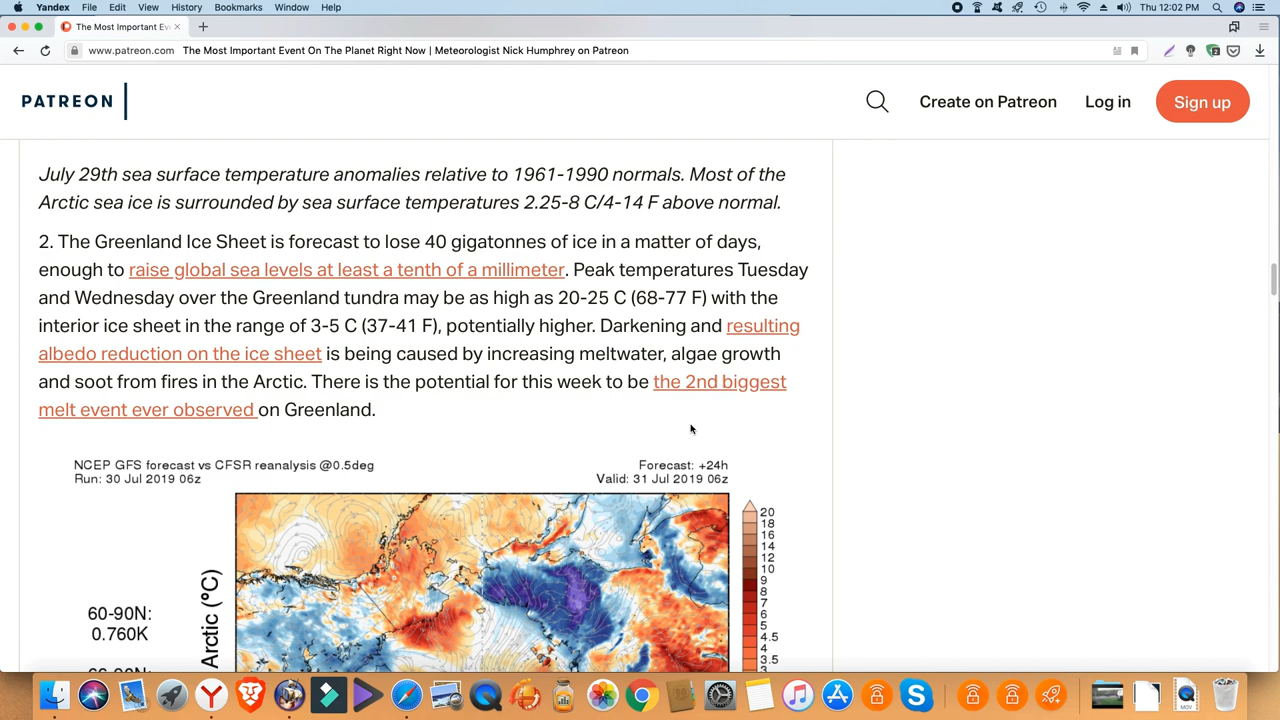 Yandex File Edit View History Bookmarks Window Help Thu 12:02 PM
The Most Important Ev
www.patreon.com The Most Important Event On The Planet Right Now | Meteorologist Nick Humphrey on Patreon
PATREON Create on Patreon Log in Sign up
July 29th sea surface temperature anomalies relative to 1961-1990 normals. Most of the
Arctic sea ice is surrounded by sea surface temperatures 2.25-8 C/4-14 F above normal.
2. The Greenland Ice Sheet is forecast to lose 40 gigatonnes of ice in a matter of days,
enough to raise global sea levels at least a tenth of a millimeter. Peak temperatures Tuesday
and Wednesday over the Greenland tundra may be as high as 20-25 C (68-77 F) with the
interior ice sheet in the range of 3-5 C (37-41 F), potentially higher. Darkening and resulting
albedo reduction on the ice sheet is being caused by increasing meltwater, algae growth
and soot from fires in the Arctic. There is the potential for this week to be the 2nd biggest
melt event ever observed on Greenland.
NCEP GFS forecast vs CFSR reanalysis @0.5deg Forecast: +24h
Run: 30 Jul 2019 06z Valid: 31 Jul 2019 06z
20
18
16
14
12
10
9
8
7
6
5
4.5
4
3.5
60-90N:
0.760K
Arctic (°C)